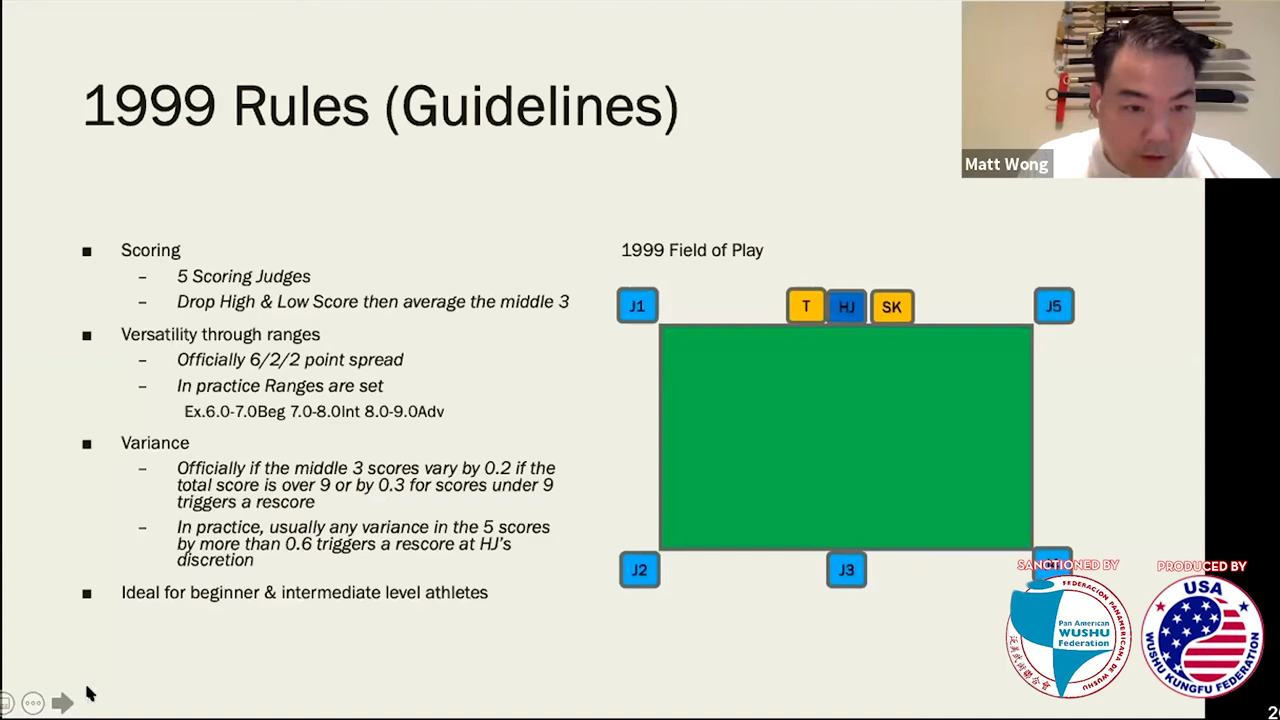 1999 Rules (Guidelines)
Matt Wong
■ Scoring
– 5 Scoring Judges
– Drop High & Low Score then average the middle 3
■ Versatility through ranges
– Officially 6/2/2 point spread
– In practice Ranges are set
Ex.6.0-7.0Beg 7.0-8.0Int 8.0-9.0Adv
■ Variance
– Officially if the middle 3 scores vary by 0.2 if the
total score is over 9 or by 0.3 for scores under 9
triggers a rescore
– In practice, usually any variance in the 5 scores
by more than 0.6 triggers a rescore at HJ's
discretion
■ Ideal for beginner & intermediate level athletes
1999 Field of Play
J1 T HJ SK J5
J2 J3
SANCTIONED BY
FEDERACION PANAMERICANA DE WUSHU
Pan American
WUSHU
Federation
PRODUCED BY
USA
WUSHU KUNGFU FEDERATION